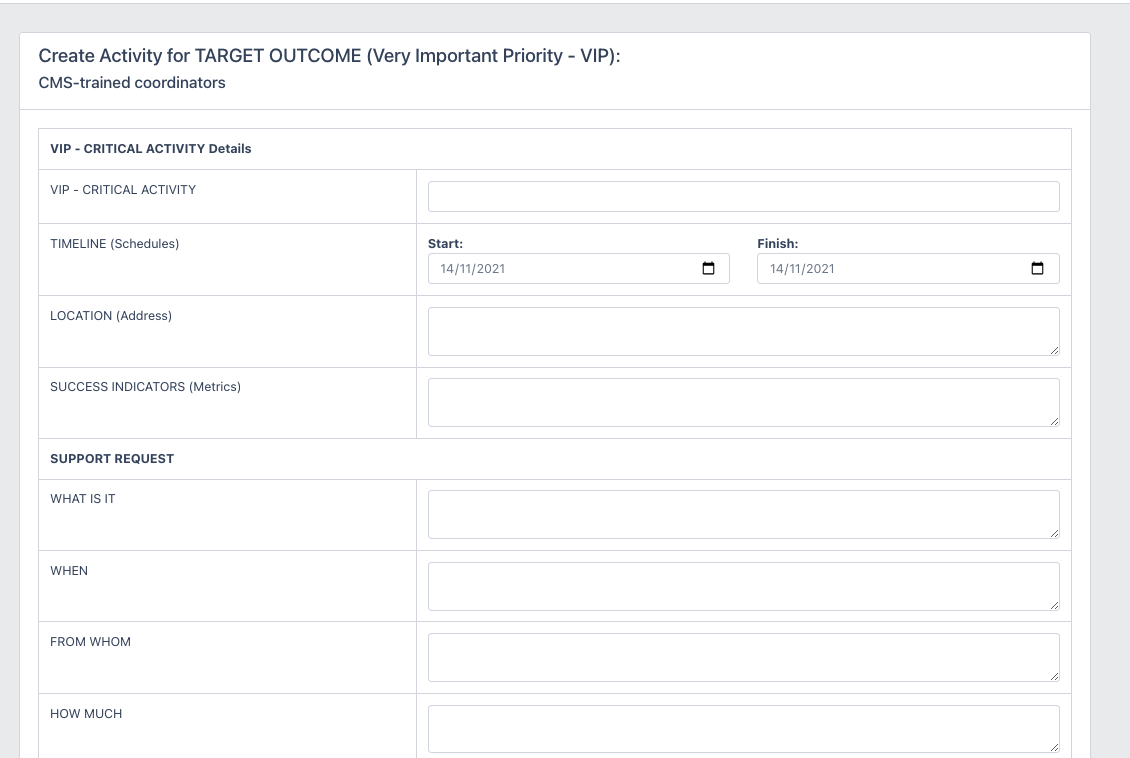 Create Activity for TARGET OUTCOME (Very Important Priority - VIP):
CMS-trained coordinators
VIP - CRITICAL ACTIVITY Details
VIP - CRITICAL ACTIVITY
TIMELINE (Schedules)
Start:
Finish:
14/11/2021
14/11/2021
LOCATION (Address)
SUCCESS INDICATORS (Metrics)
SUPPORT REQUEST
WHAT IS IT
WHEN
FROM WHOM
HOW MUCH